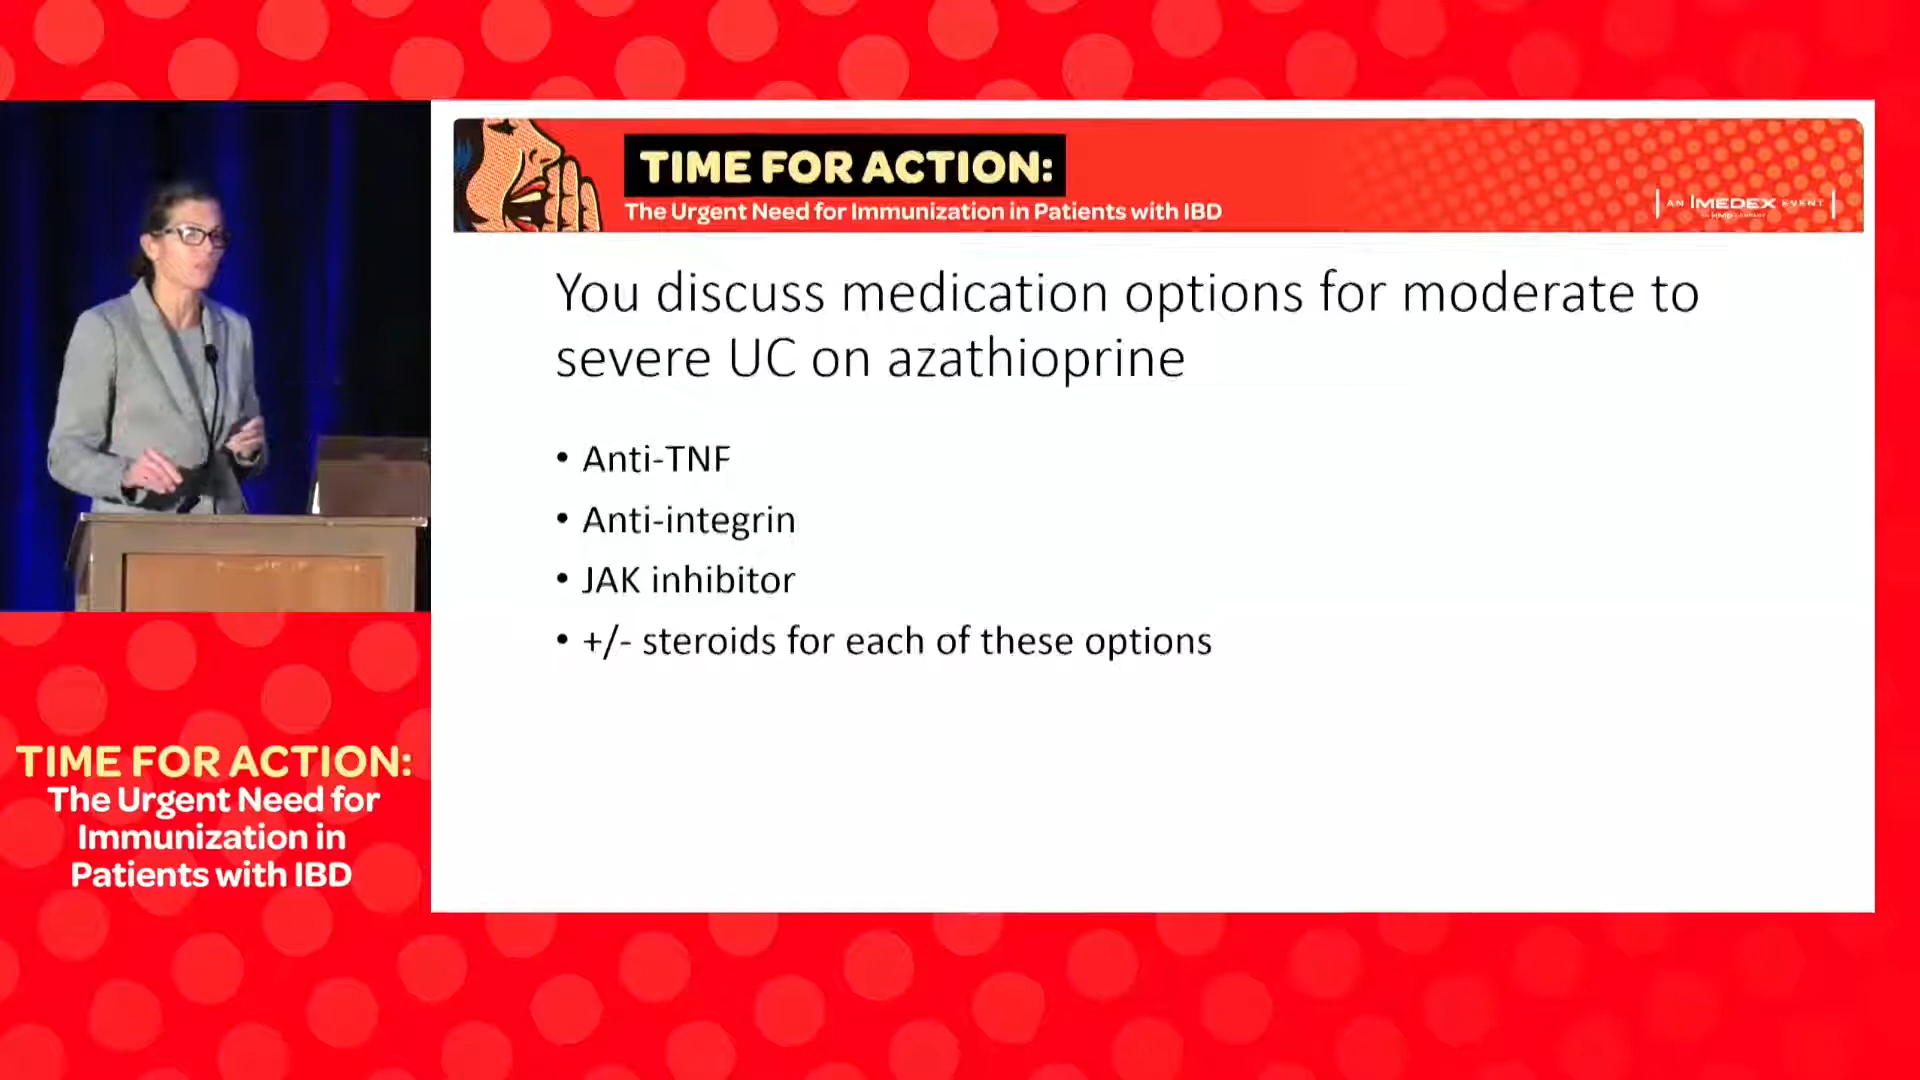 TIME FOR ACTION:
The Urgent Need for Immunization in Patients with IBD
AN IMEDEX EVENT
You discuss medication options for moderate to
severe UC on azathioprine
• Anti-TNF
• Anti-integrin
• JAK inhibitor
• +/- steroids for each of these options
TIME FOR ACTION:
The Urgent Need for
Immunization in
Patients with IBD